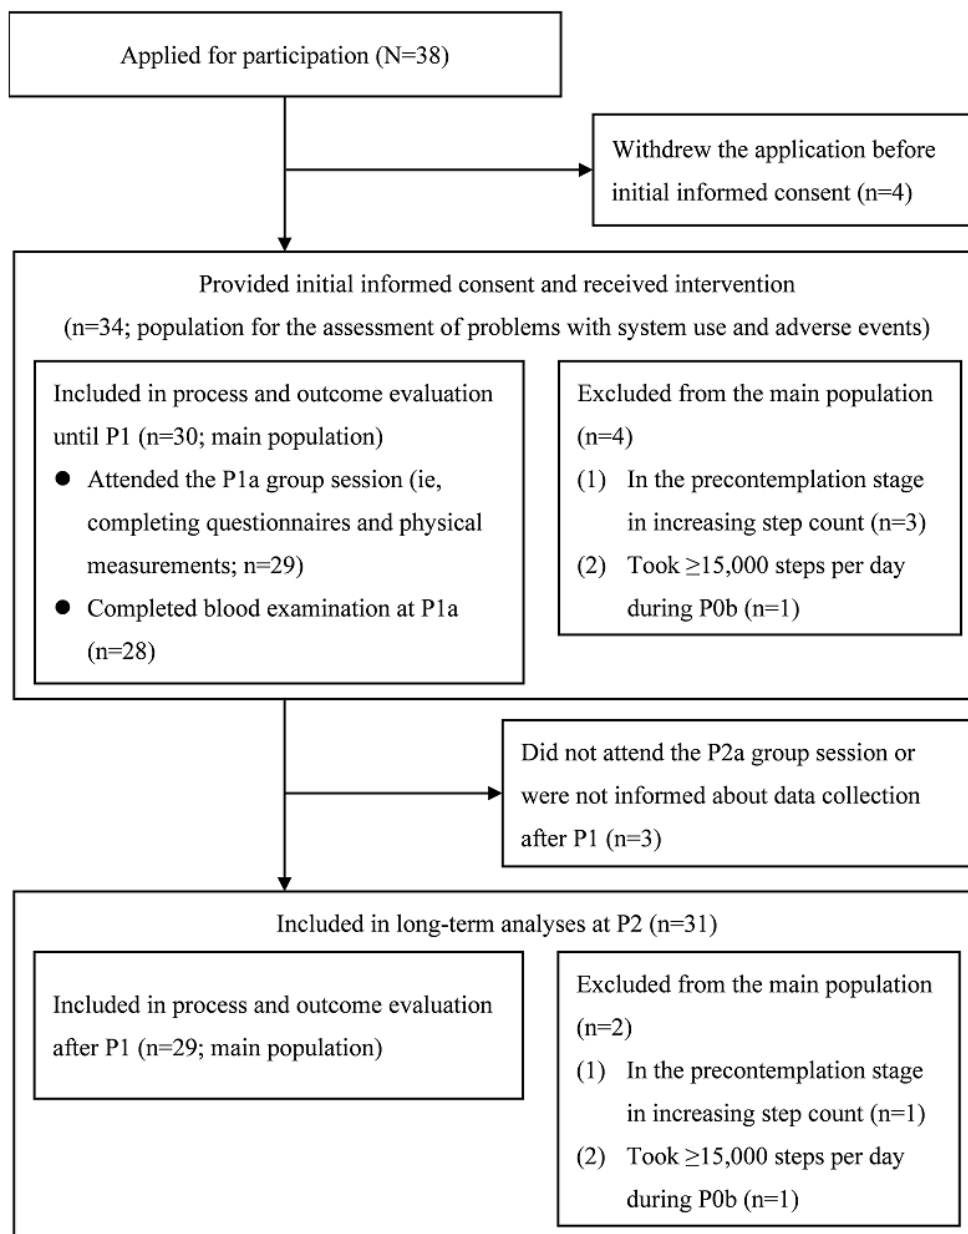 Applied for participation (N=38)
Withdrew the application before
initial informed consent (n=4)
Provided initial informed consent and received intervention
(n=34; population for the assessment of problems with system use and adverse events)
Included in process and outcome evaluation
until P1 (n=30; main population)
● Attended the P1a group session (ie,
completing questionnaires and physical
measurements; n=29)
● Completed blood examination at P1a
(n=28)
Excluded from the main population
(n=4)
(1) In the precontemplation stage
in increasing step count (n=3)
(2) Took ≥15,000 steps per day
during P0b (n=1)
Did not attend the P2a group session or
were not informed about data collection
after P1 (n=3)
Included in long-term analyses at P2 (n=31)
Included in process and outcome evaluation
after P1 (n=29; main population)
Excluded from the main population
(n=2)
(1) In the precontemplation stage
in increasing step count (n=1)
(2) Took ≥15,000 steps per day
during P0b (n=1)